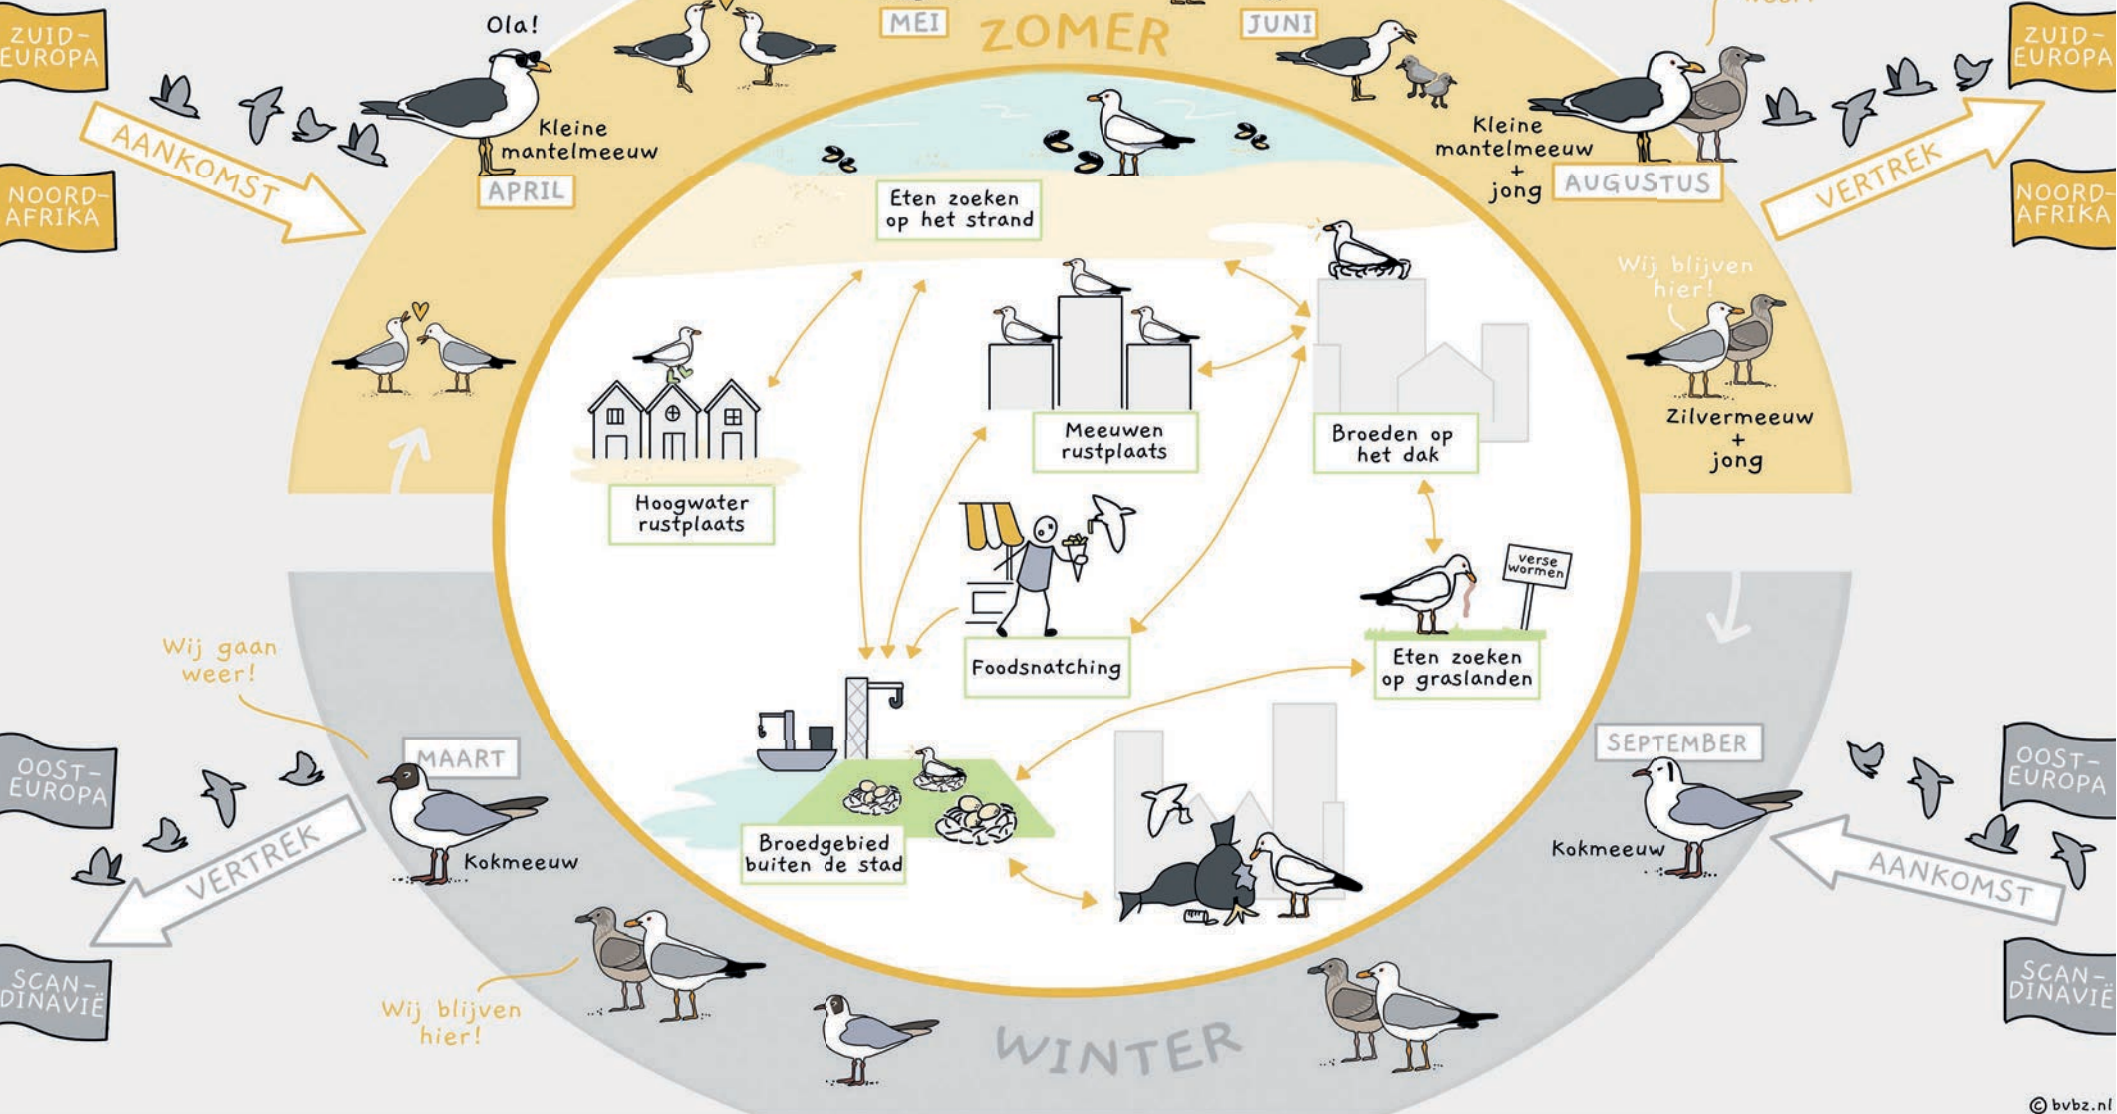 ZUID-
EUROPA
Ola!
MEI
ZOMER
JUNI
ZUID-
EUROPA
AANKOMST
Kleine
mantelmeeuw
APRIL
NOORD-
AFRIKA
Kleine
mantelmeeuw
+
jong
AUGUSTUS
VERTREK
NOORD-
AFRIKA
Eten zoeken
op het strand
Wij blijven
hier!
Zilvermeeuw
+
jong
Meeuwen
rustplaats
Broeden op
het dak
Hoogwater
rustplaats
verse
wormen
Foodsnatching
Eten zoeken
op graslanden
Wij gaan
weer!
MAART
SEPTEMBER
OOST-
EUROPA
OOST-
EUROPA
VERTREK
Kokmeeuw
Broedgebied
buiten de stad
Kokmeeuw
AANKOMST
SCAN-
DINAVIË
SCAN-
DINAVIË
Wij blijven
hier!
WINTER
© bvbz.nl